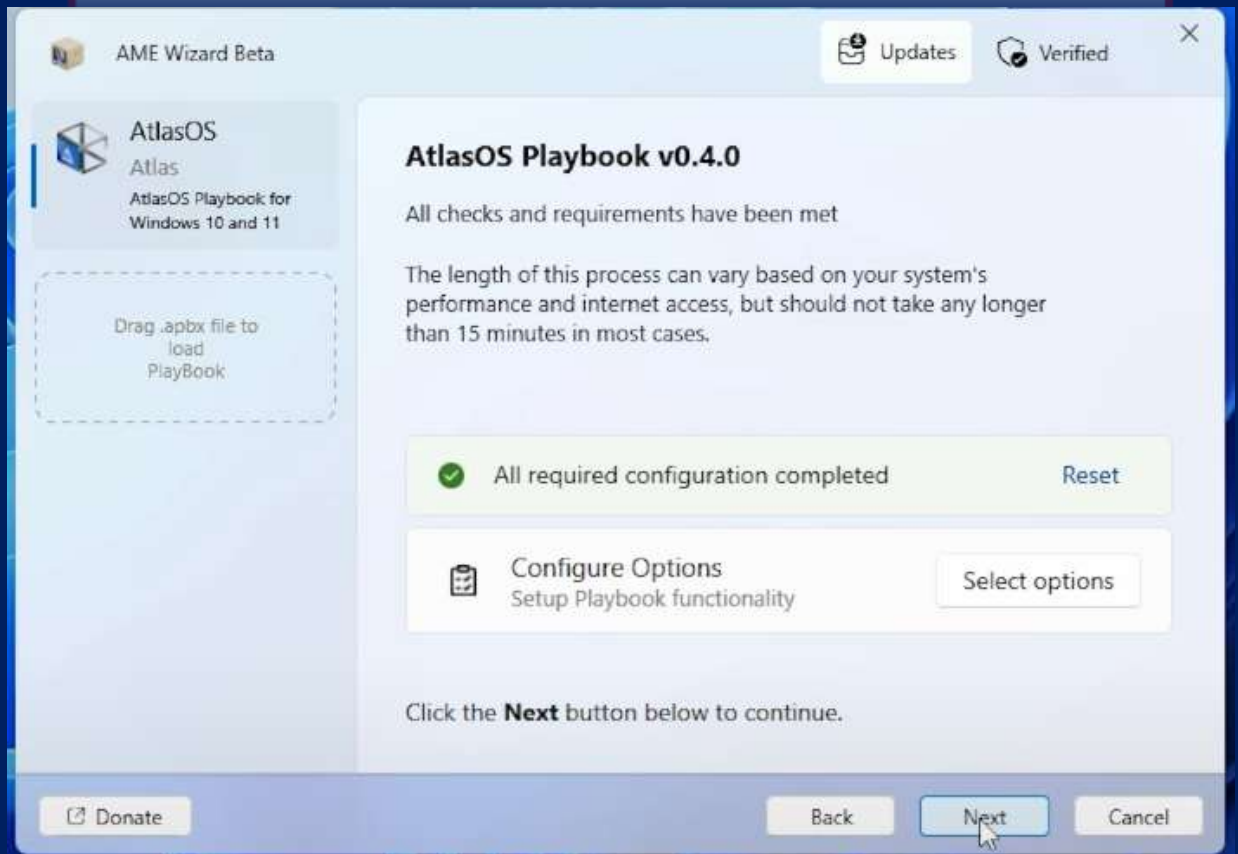 AME Wizard Beta
Updates
Verified
AtlasOS
Atlas
AtlasOS Playbook for
Windows 10 and 11
Drag .apbx file to
load
PlayBook
AtlasOS Playbook v0.4.0
All checks and requirements have been met
The length of this process can vary based on your system's
performance and internet access, but should not take any longer
than 15 minutes in most cases.
All required configuration completed
Reset
Configure Options
Setup Playbook functionality
Select options
Click the Next button below to continue.
Donate
Back
Next
Cancel